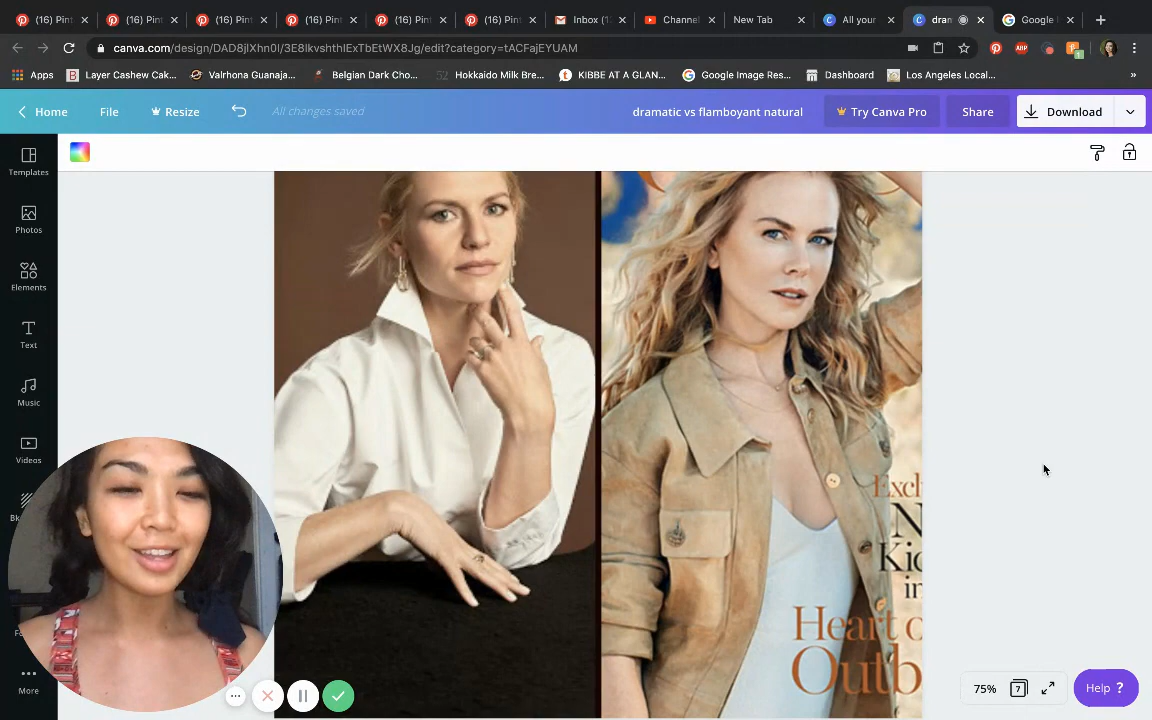 (16) Pint
(16) Pint
(16) Pint
(16) Pint
(16) Pint
(16) Pint
Inbox (1
Channel
New Tab
All your
dram
Google
canva.com/design/DAD8jlXhn0I/3E8IkvshthIExTbEtWX8Jg/edit?category=tACFajEYUAM
Apps
Layer Cashew Cak...
Valrhona Guanaja...
Belgian Dark Cho...
Hokkaido Milk Bre...
KIBBE AT A GLAN...
Google Image Res...
Dashboard
Los Angeles Local...
»
Home
File
Resize
All changes saved
dramatic vs flamboyant natural
Try Canva Pro
Share
Download
Templates
Photos
Elements
Text
Music
Videos
Bk
Fo
More
Excl
N
Kid
in
Heart o
Outb
75%
7
Help ?